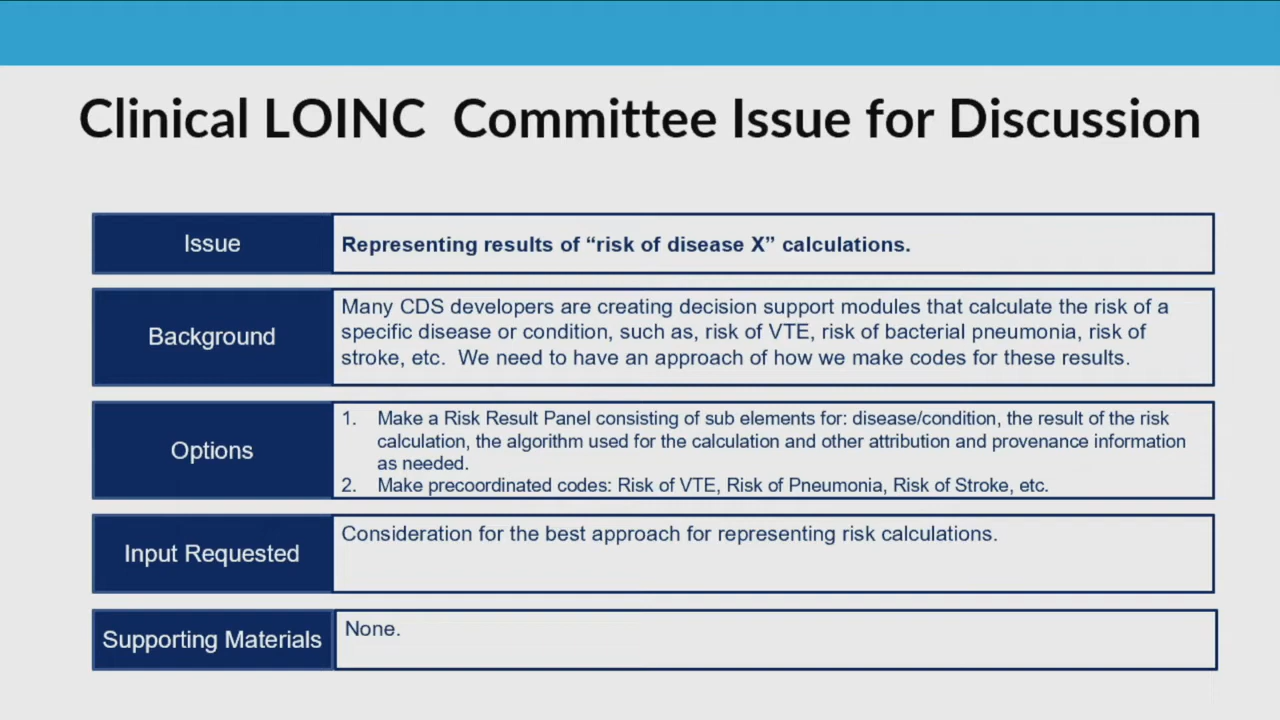 Clinical LOINC  Committee Issue for Discussion
Issue
Representing results of “risk of disease X” calculations.
Background
Many CDS developers are creating decision support modules that calculate the risk of a
specific disease or condition, such as, risk of VTE, risk of bacterial pneumonia, risk of
stroke, etc.  We need to have an approach of how we make codes for these results.
Options
1. Make a Risk Result Panel consisting of sub elements for: disease/condition, the result of the risk
calculation, the algorithm used for the calculation and other attribution and provenance information
as needed.
2. Make precoordinated codes: Risk of VTE, Risk of Pneumonia, Risk of Stroke, etc.
Input Requested
Consideration for the best approach for representing risk calculations.
Supporting Materials
None.